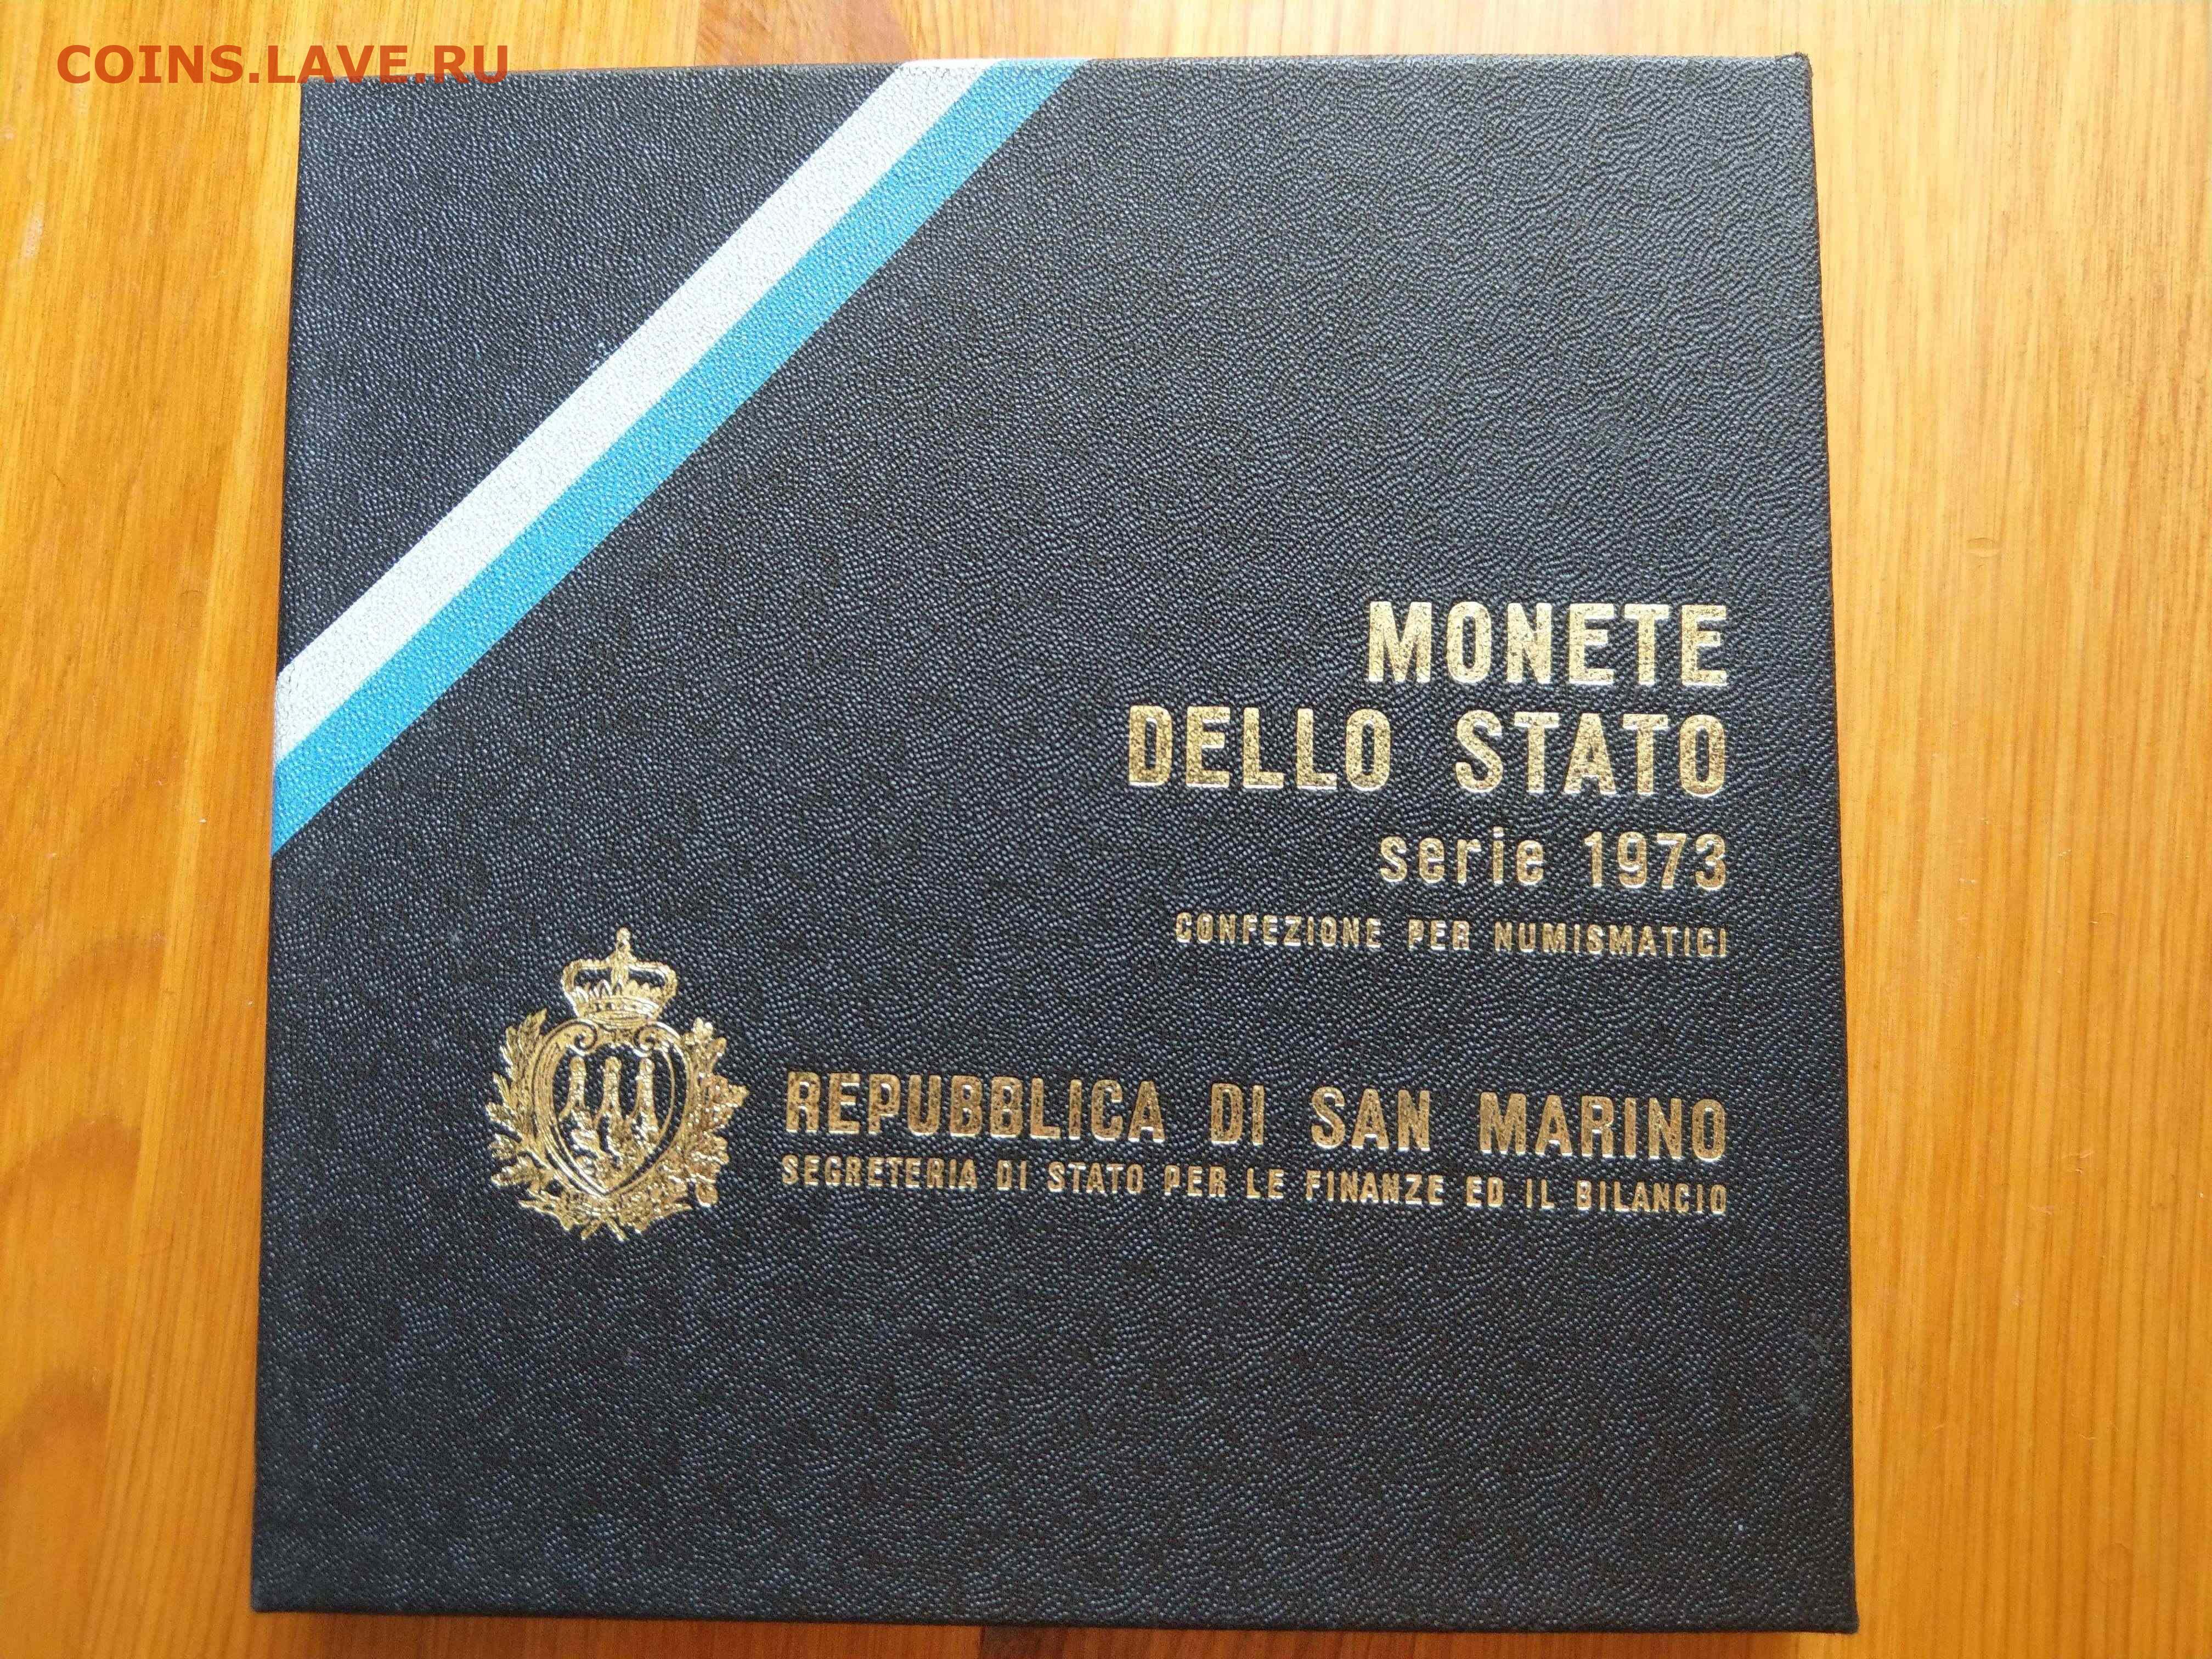 COINS.LAVE.RU
MONETE
DELLO STATO
serie 1973
CONFEZIONE PER NUMISMATICI
REPUBBLICA DI SAN MARINO
SEGRETERIA DI STATO PER LE FINANZE ED IL BILANCIO